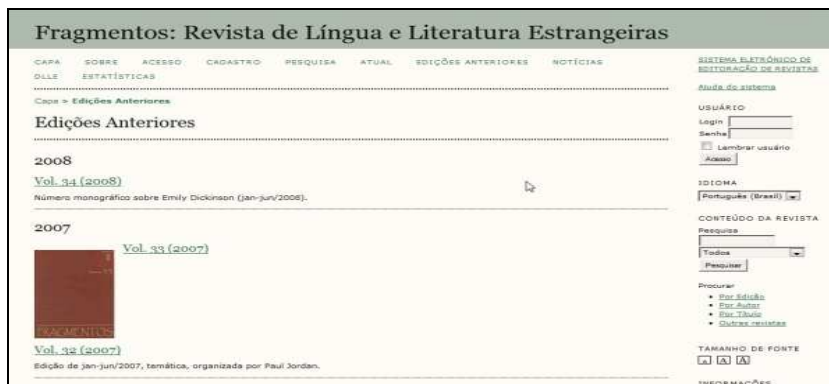 Fragmentos: Revista de Língua e Literatura Estrangeiras
CAPA SOBRE ACESSO CADASTRO PESQUISA ATUAL EDIÇÕES ANTERIORES NOTÍCIAS
DLLE ESTATÍSTICAS
Capa > Edições Anteriores
Edições Anteriores
2008
Vol. 34 (2008)
Número monográfico sobre Emily Dickinson (jan-jun/2008).
2007
Vol. 33 (2007)
FRAGMENTOS
Vol. 32 (2007)
Edição de jan-jun/2007, temática, organizada por Paul Jordan.
SISTEMA ELETRÔNICO DE
EDITORAÇÃO DE REVISTAS
Ajuda do sistema
USUÁRIO
Login
Senha
Lembrar usuário
Acesso
IDIOMA
Português (Brasil)
CONTEÚDO DA REVISTA
Pesquisa
Todos
Pesquisar
Procurar
Por Edição
Por Autor
Por Título
Outras revistas
TAMANHO DE FONTE
A A A
INFORMAÇÕES